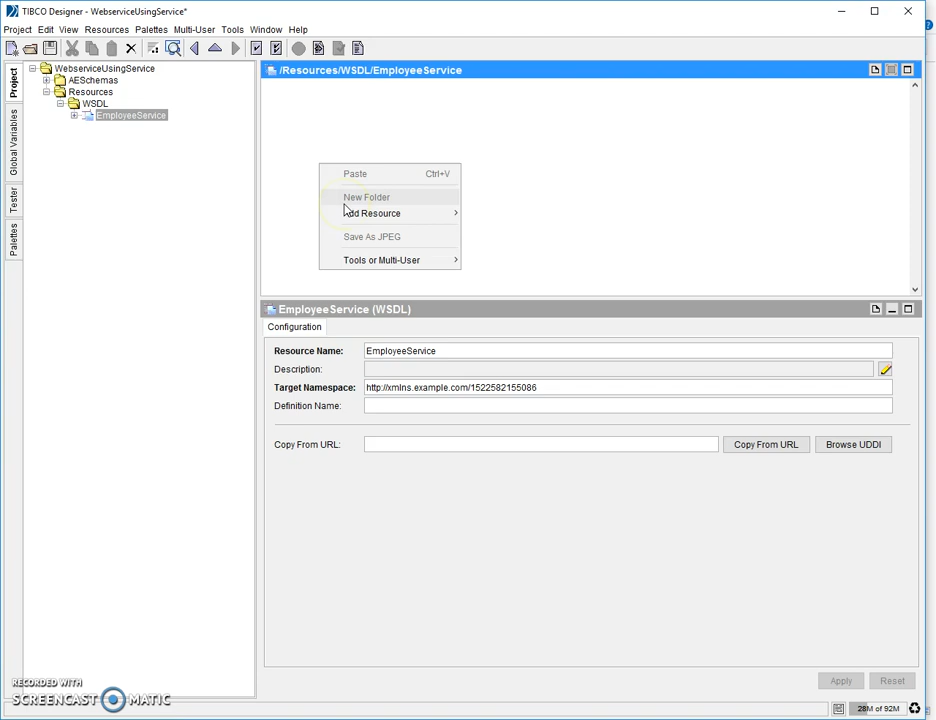 TIBCO Designer - WebserviceUsingService*
Project Edit View Resources Palettes Multi-User Tools Window Help
Project
Global Variables
Tester
Palettes
WebserviceUsingService
AESchemas
Resources
WSDL
EmployeeService
/Resources/WSDL/EmployeeService
Paste Ctrl+V
New Folder
Add Resource
Save As JPEG
Tools or Multi-User
EmployeeService (WSDL)
Configuration
Resource Name: EmployeeService
Description:
Target Namespace: http://xmlns.example.com/1522582155086
Definition Name:
Copy From URL: Copy From URL Browse UDDI
Apply Reset
RECORDED WITH
SCREENCAST MATIC
28M of 92M